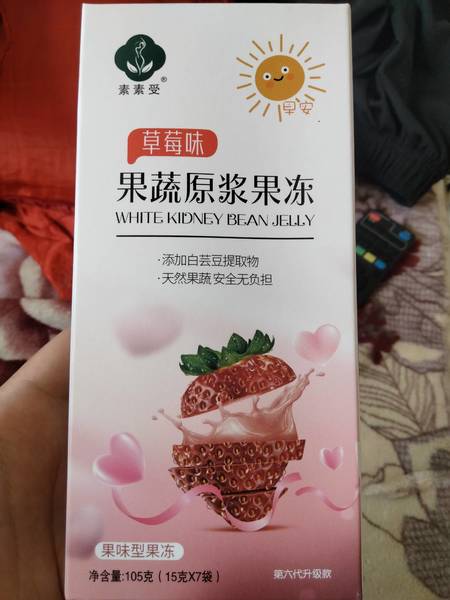 素素受®
早安
草莓味
果蔬原浆果冻
WHITE KIDNEY BEAN JELLY
·添加白芸豆提取物
·天然果蔬 安全无负担
果味型果冻
净含量:105克（15克X7袋）
第六代升级款